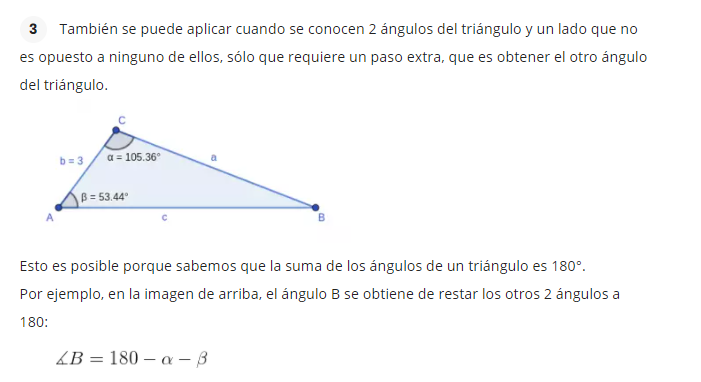 3 También se puede aplicar cuando se conocen 2 ángulos del triángulo y un lado que no
es opuesto a ninguno de ellos, sólo que requiere un paso extra, que es obtener el otro ángulo
del triángulo.
C
b = 3
α = 105.36°
a
β = 53.44°
A
c
B
Esto es posible porque sabemos que la suma de los ángulos de un triángulo es 180°.
Por ejemplo, en la imagen de arriba, el ángulo B se obtiene de restar los otros 2 ángulos a
180:
∡B = 180 − α − β